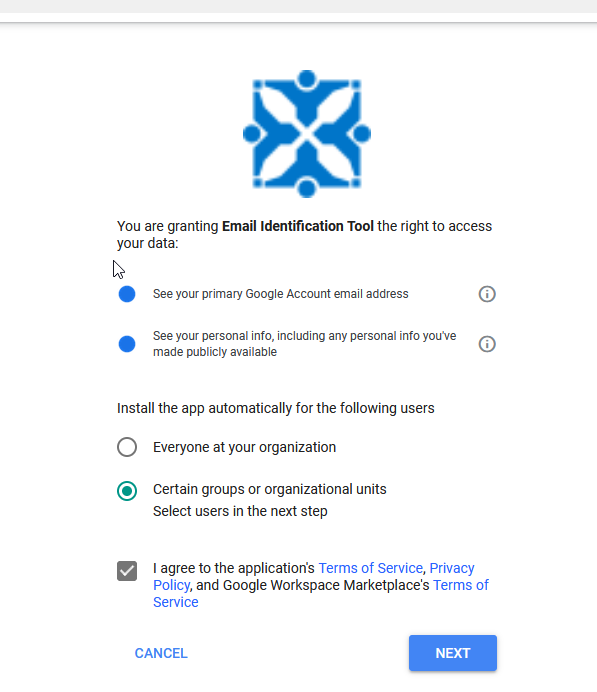 You are granting Email Identification Tool the right to access
your data:
See your primary Google Account email address
See your personal info, including any personal info you've
made publicly available
Install the app automatically for the following users
Everyone at your organization
Certain groups or organizational units
Select users in the next step
I agree to the application's Terms of Service, Privacy
Policy, and Google Workspace Marketplace's Terms of
Service
CANCEL
NEXT